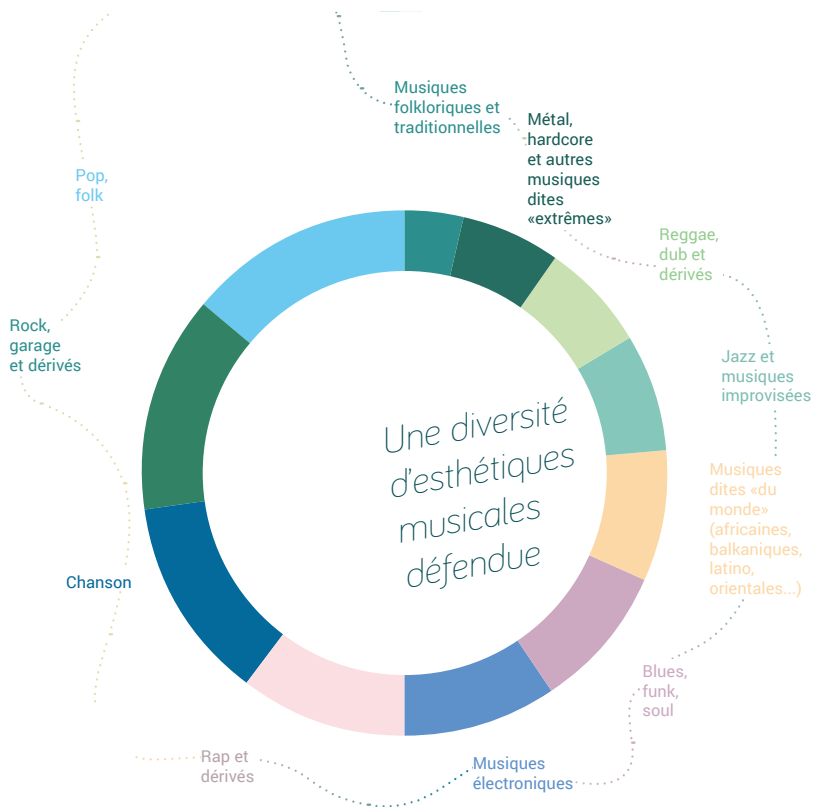 Musiques
folkloriques et
traditionnelles
Métal,
hardcore
et autres
musiques
dites
«extrêmes»
Pop,
folk
Reggae,
dub et
dérivés
Rock,
garage
et dérivés
Jazz et
musiques
improvisées
Une diversité
d'esthétiques
musicales
défendue
Musiques
dites «du
monde»
(africaines,
balkaniques,
latino,
orientales...)
Chanson
Blues,
funk,
soul
Rap et
dérivés
Musiques
électroniques